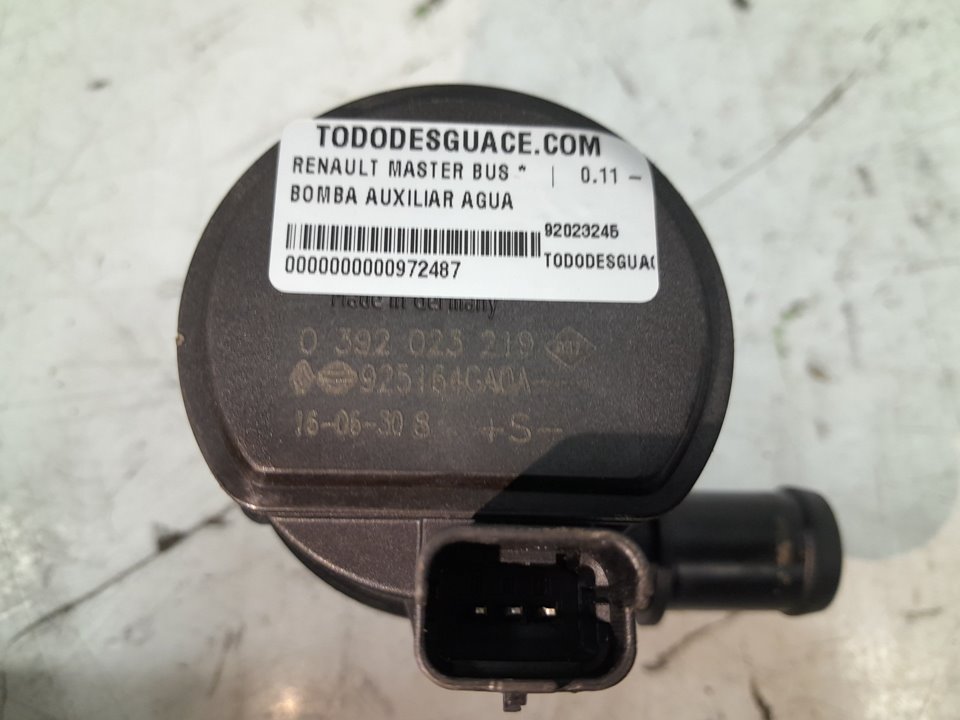 TODODESGUACE.COM
RENAULT MASTER BUS * | 0.11 -
BOMBA AUXILIAR AGUA
92023245
0000000000972487
TODODESGUAC
Made in Germany
0 392 023 219
925164GA0A---
16-06-30 S +S-